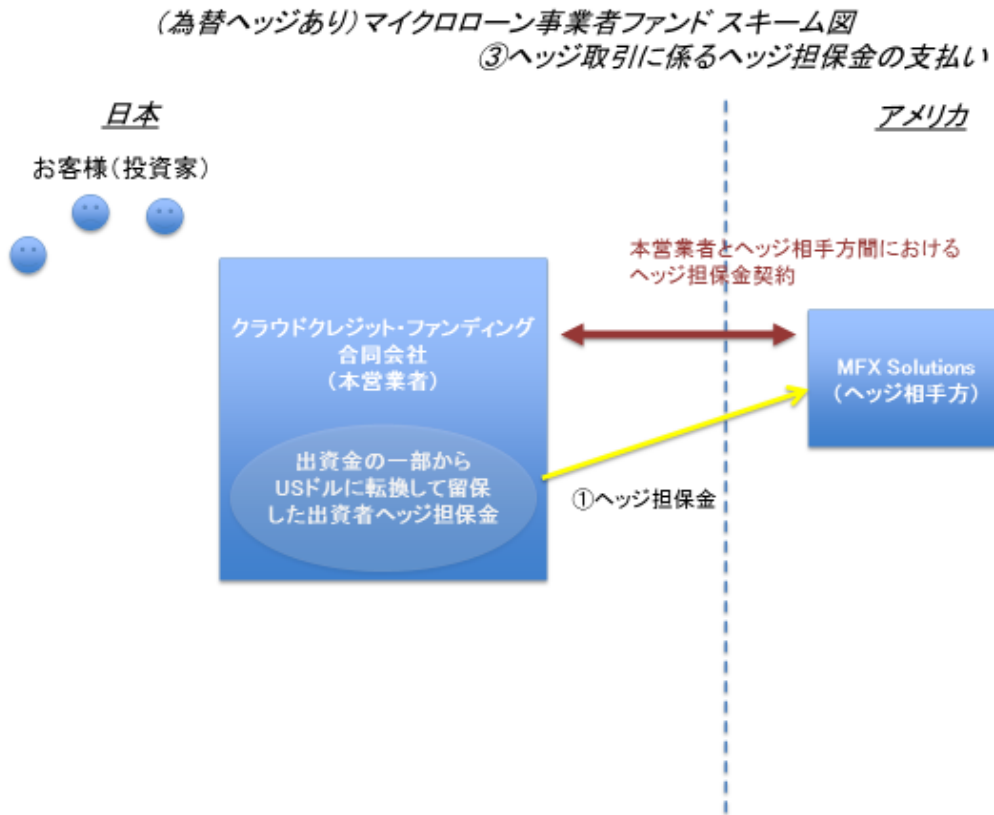 (為替ヘッジあり)マイクロローン事業者ファンド スキーム図
③ヘッジ取引に係るヘッジ担保金の支払い
日本
アメリカ
お客様(投資家)
本営業者とヘッジ相手方間における
ヘッジ担保金契約
クラウドクレジット・ファンディング
合同会社
(本営業者)
MFX Solutions
(ヘッジ相手方)
出資金の一部から
USドルに転換して留保
した出資者ヘッジ担保金
①ヘッジ担保金